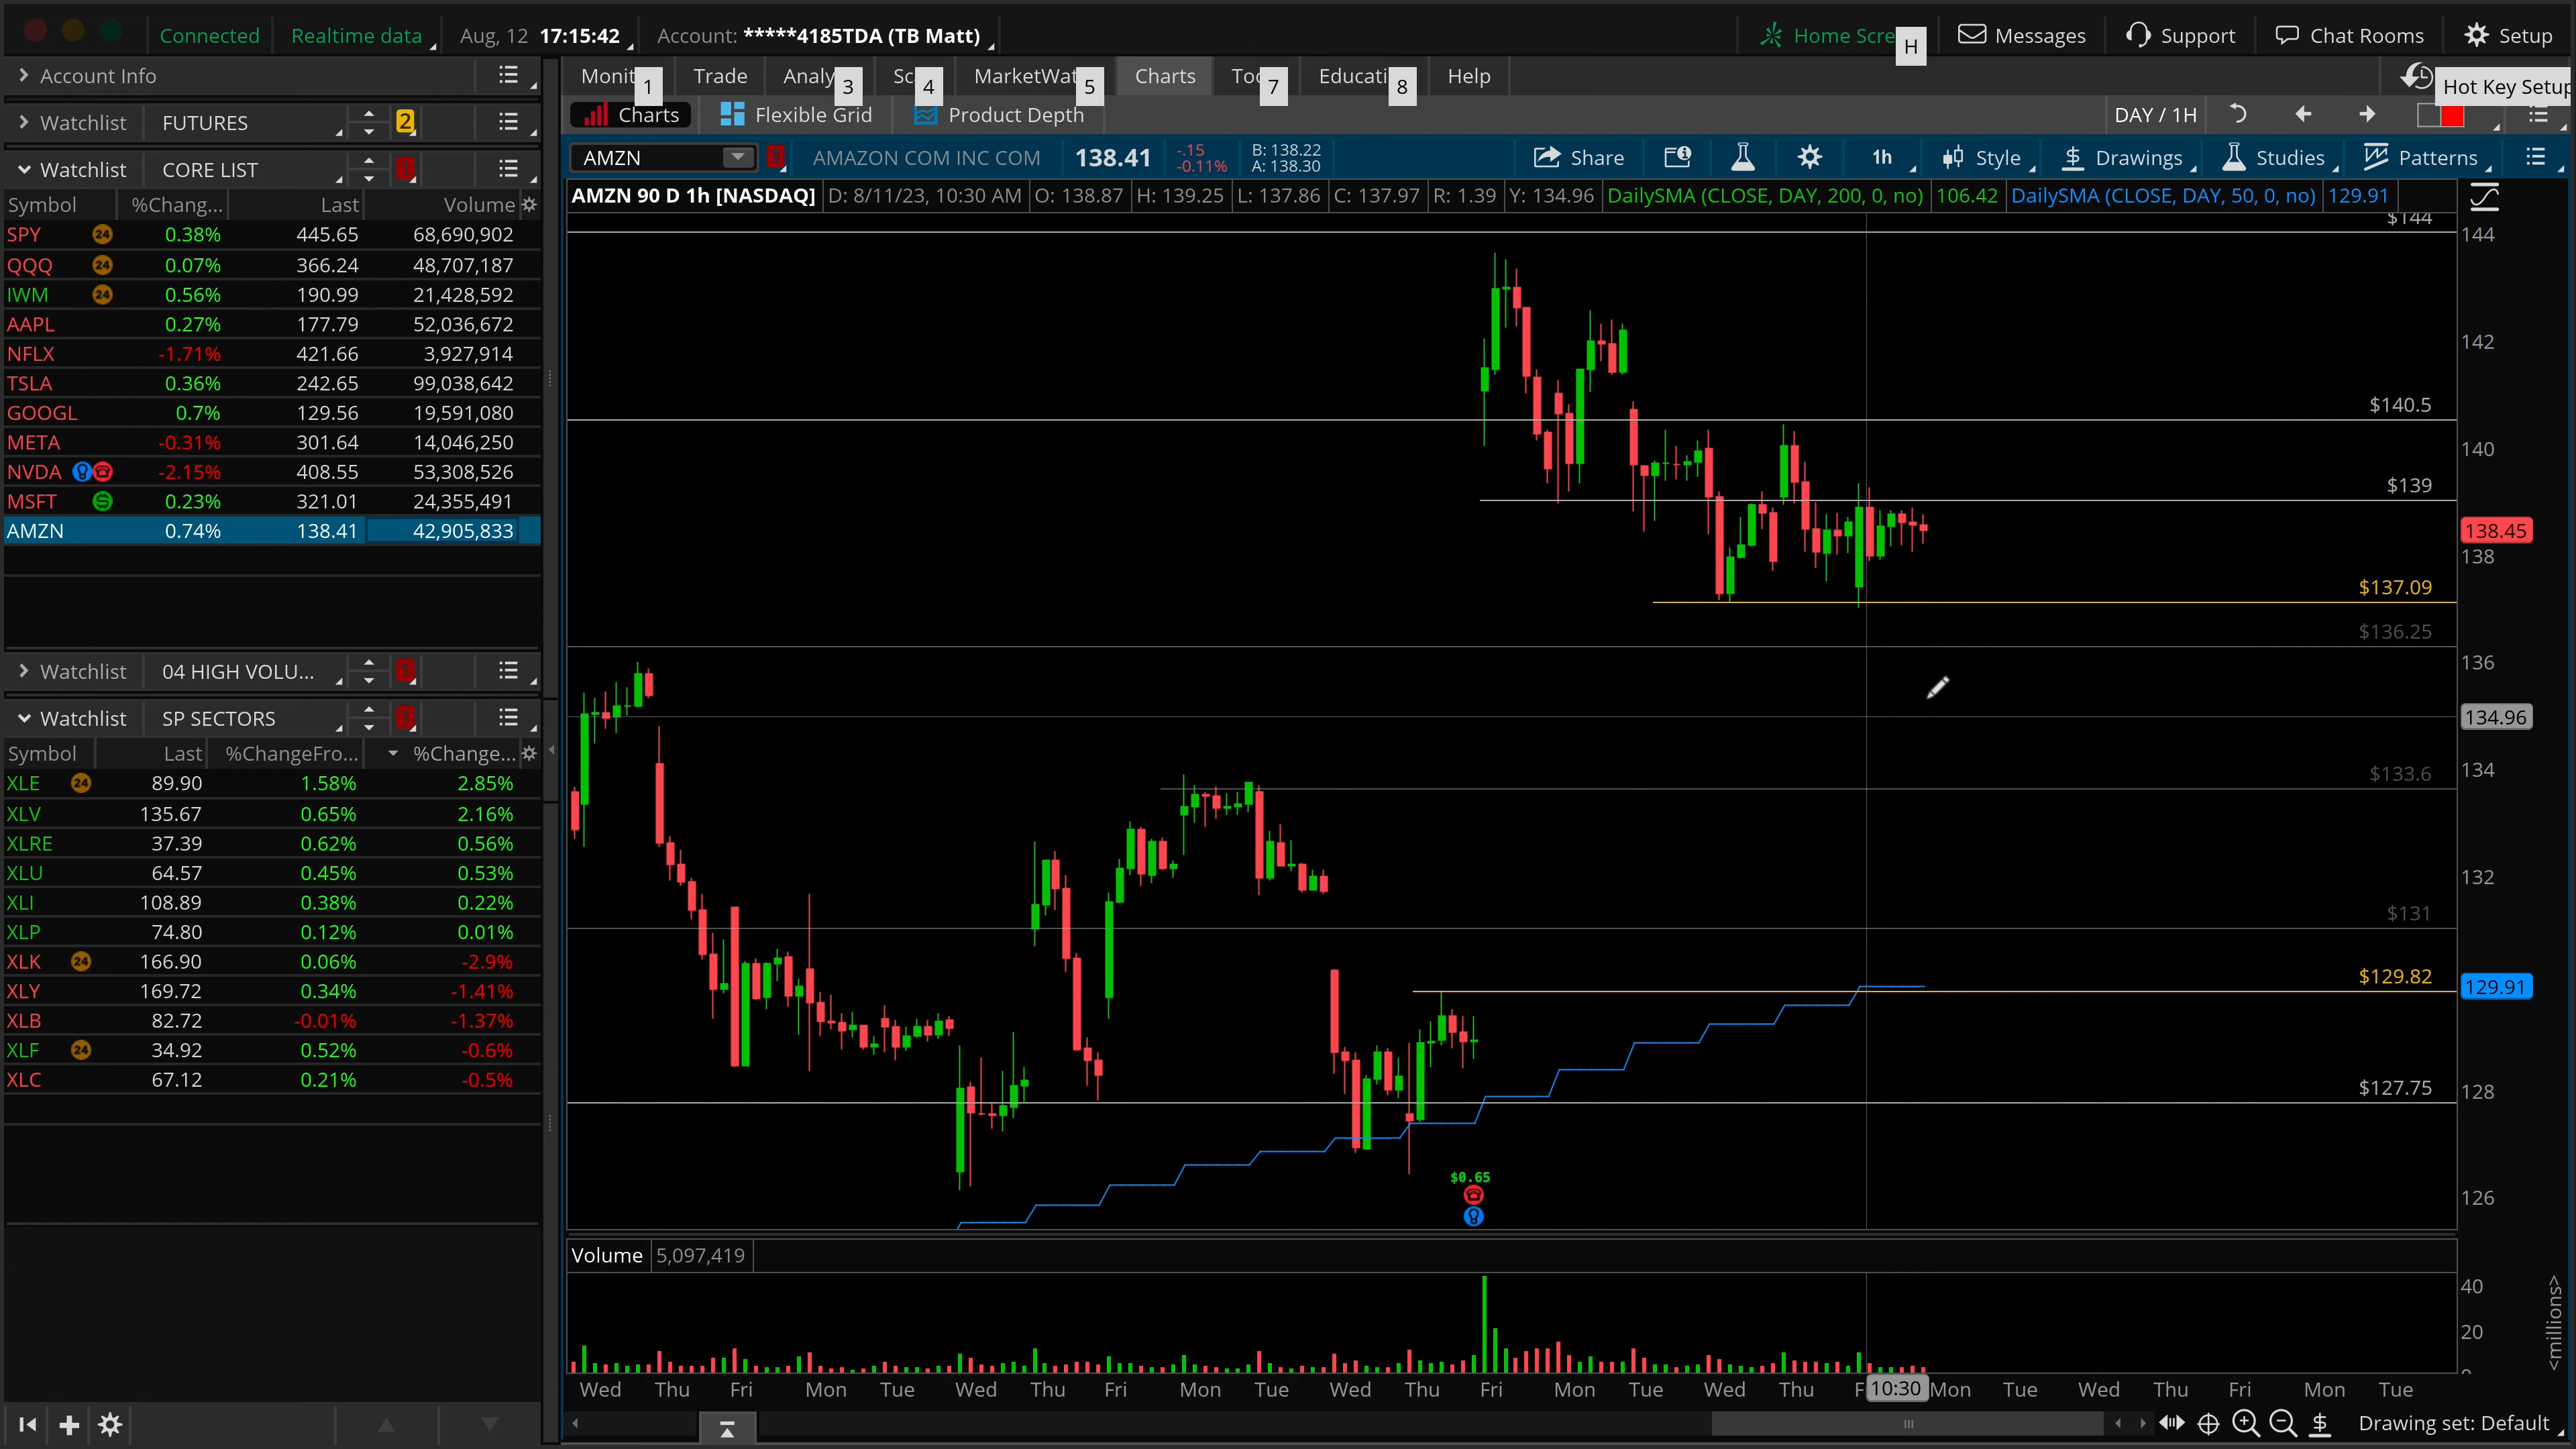 Connected Realtime data Aug, 12 17:15:42 Account: *****4185TDA (TB Matt) Home Scre H Messages Support Chat Rooms Setup
Account Info
Monit 1 Trade Analy 3 Sc 4 MarketWat 5 Charts Too 7 Educati 8 Help Hot Key Setup
Watchlist FUTURES 2
Charts Flexible Grid Product Depth DAY / 1H
Watchlist CORE LIST
AMZN AMAZON COM INC COM 138.41 -.15 -0.11% B: 138.22 A: 138.30 Share 1h Style Drawings Studies Patterns
AMZN 90 D 1h [NASDAQ] D: 8/11/23, 10:30 AM O: 138.87 H: 139.25 L: 137.86 C: 137.97 R: 1.39 Y: 134.96 DailySMA (CLOSE, DAY, 200, 0, no) 106.42 DailySMA (CLOSE, DAY, 50, 0, no) 129.91
Symbol %Chang... Last Volume
SPY 24 0.38% 445.65 68,690,902
QQQ 24 0.07% 366.24 48,707,187
IWM 24 0.56% 190.99 21,428,592
AAPL 0.27% 177.79 52,036,672
NFLX -1.71% 421.66 3,927,914
TSLA 0.36% 242.65 99,038,642
GOOGL 0.7% 129.56 19,591,080
META -0.31% 301.64 14,046,250
NVDA -2.15% 408.55 53,308,526
MSFT S 0.23% 321.01 24,355,491
AMZN 0.74% 138.41 42,905,833
Watchlist 04 HIGH VOLU...
Watchlist SP SECTORS
Symbol Last %ChangeFro... %Change...
XLE 24 89.90 1.58% 2.85%
XLV 135.67 0.65% 2.16%
XLRE 37.39 0.62% 0.56%
XLU 64.57 0.45% 0.53%
XLI 108.89 0.38% 0.22%
XLP 74.80 0.12% 0.01%
XLK 24 166.90 0.06% -2.9%
XLY 169.72 0.34% -1.41%
XLB 82.72 -0.01% -1.37%
XLF 24 34.92 0.52% -0.6%
XLC 67.12 0.21% -0.5%
$144
144
142
$140.5
140
$139
138.45
138
$137.09
$136.25
136
134.96
$133.6
134
132
$131
$129.82
129.91
$127.75
128
$0.65
126
Volume 5,097,419
40
20
<millions>
Wed Thu Fri Mon Tue Wed Thu Fri Mon Tue Wed Thu Fri Mon Tue Wed Thu F 10:30 Mon Tue Wed Thu Fri Mon Tue
Drawing set: Default